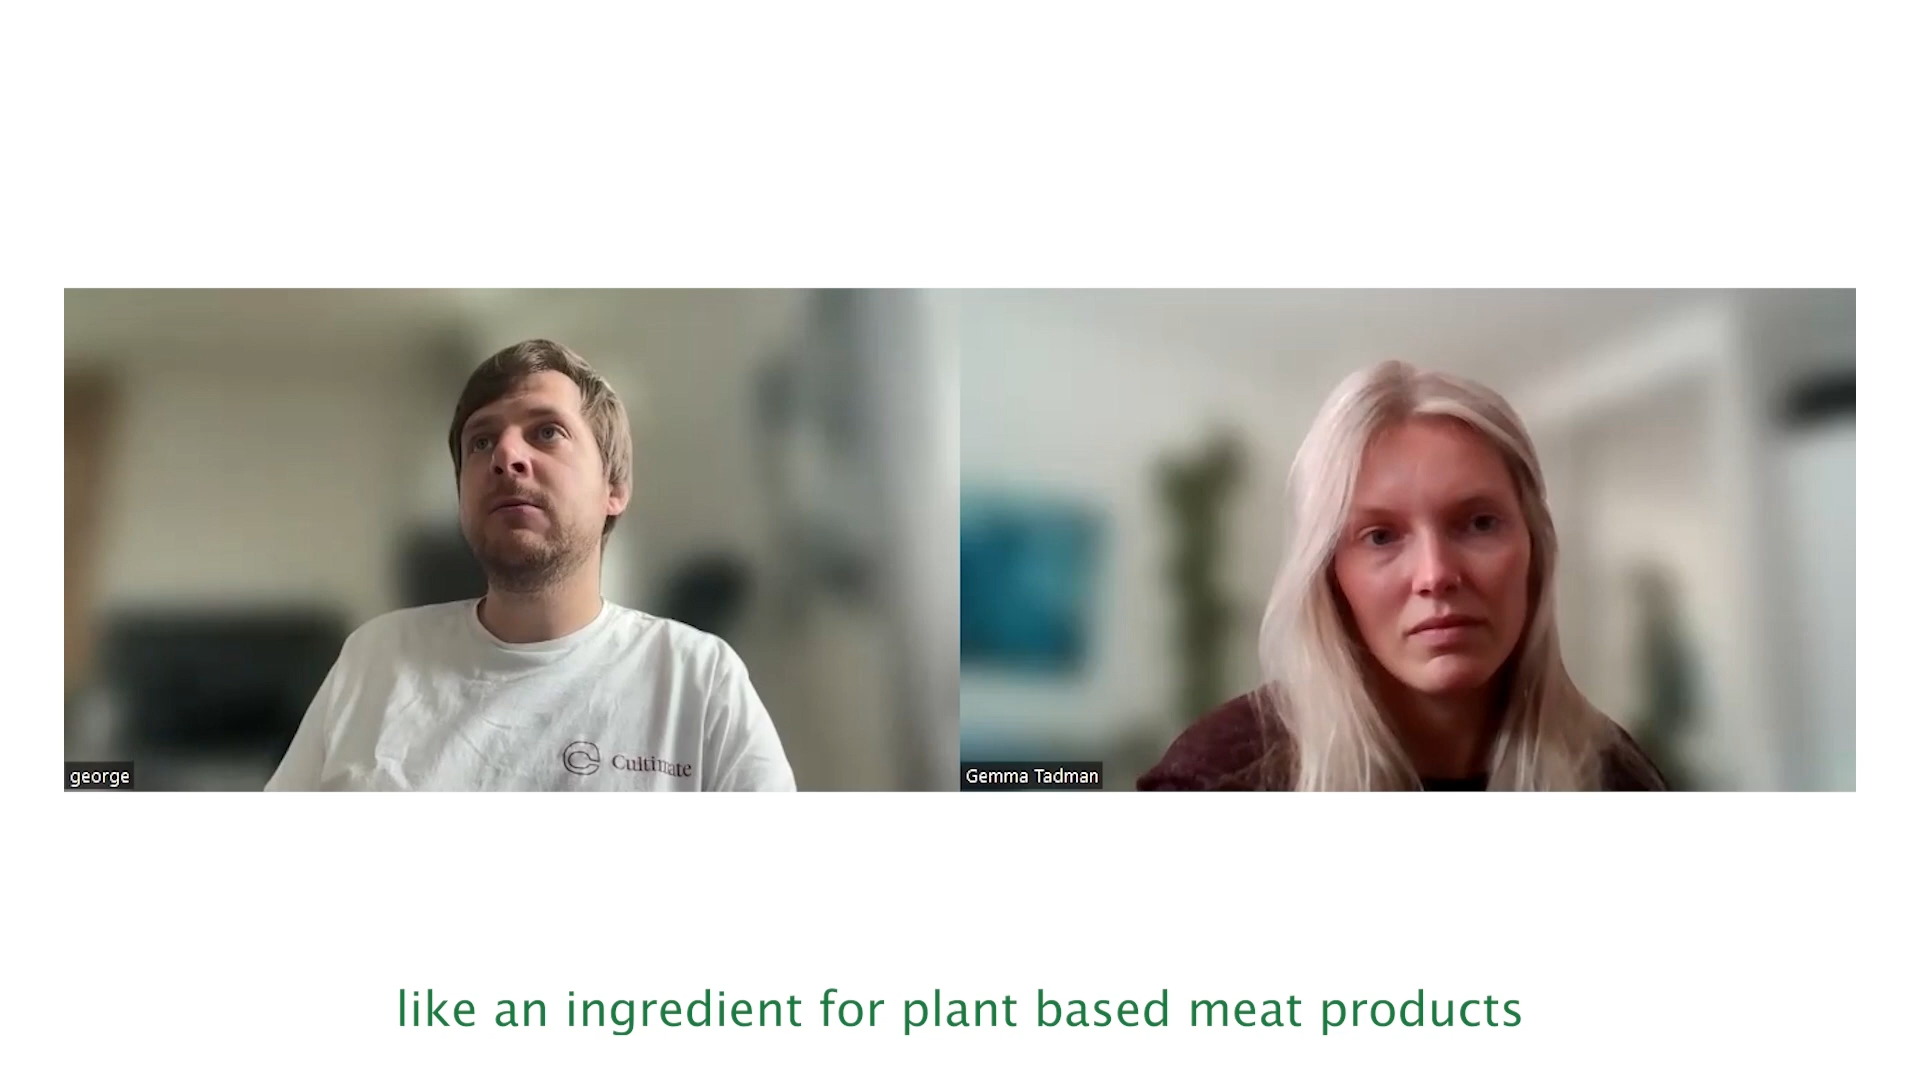 Cultimate
george
Gemma Tadman
like an ingredient for plant based meat products